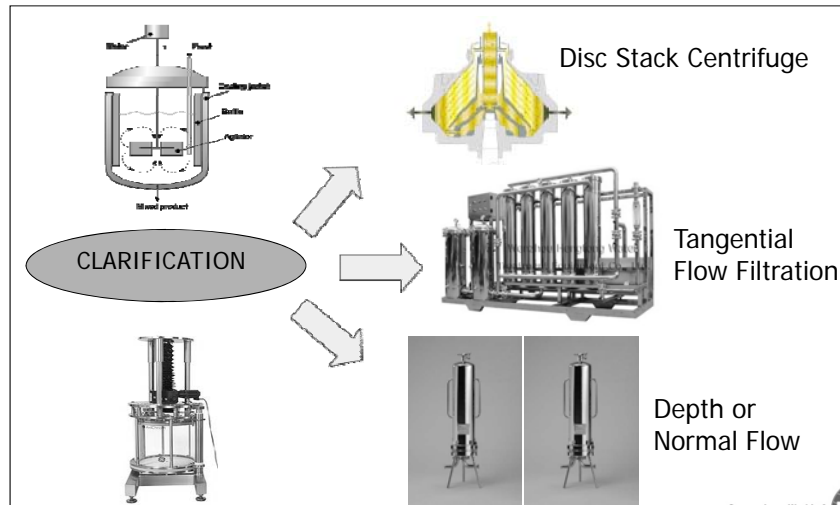 Motor
Feed
Cooling jacket
Baffle
Agitator
Mixed product
Disc Stack Centrifuge
CLARIFICATION
Tangential
Flow Filtration
Depth or
Normal Flow